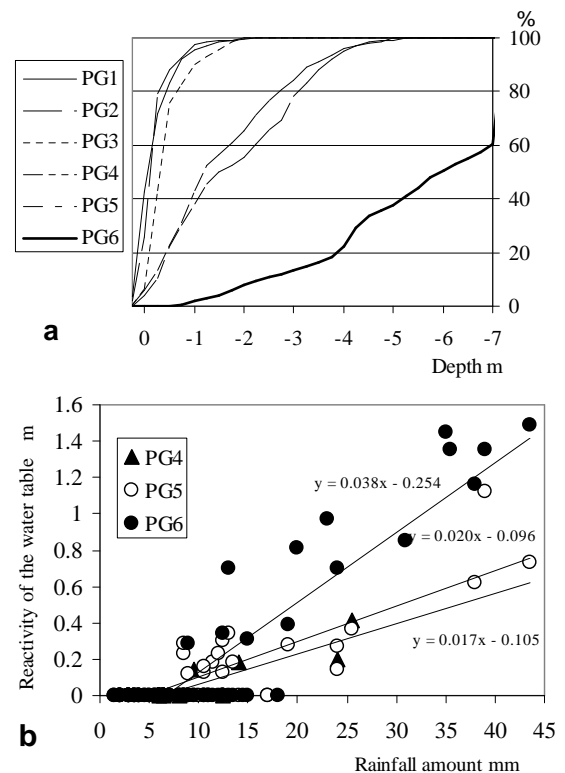 %
PG1
PG2
PG3
PG4
PG5
PG6
100
80
60
40
20
0
0 -1 -2 -3 -4 -5 -6 -7
a
Depth m
1.6
1.4
1.2
1
0.8
0.6
0.4
0.2
0
Reactivity of the water table m
PG4
PG5
PG6
y = 0.038x - 0.254
y = 0.020x - 0.096
y = 0.017x - 0.105
0 5 10 15 20 25 30 35 40 45
b
Rainfall amount mm